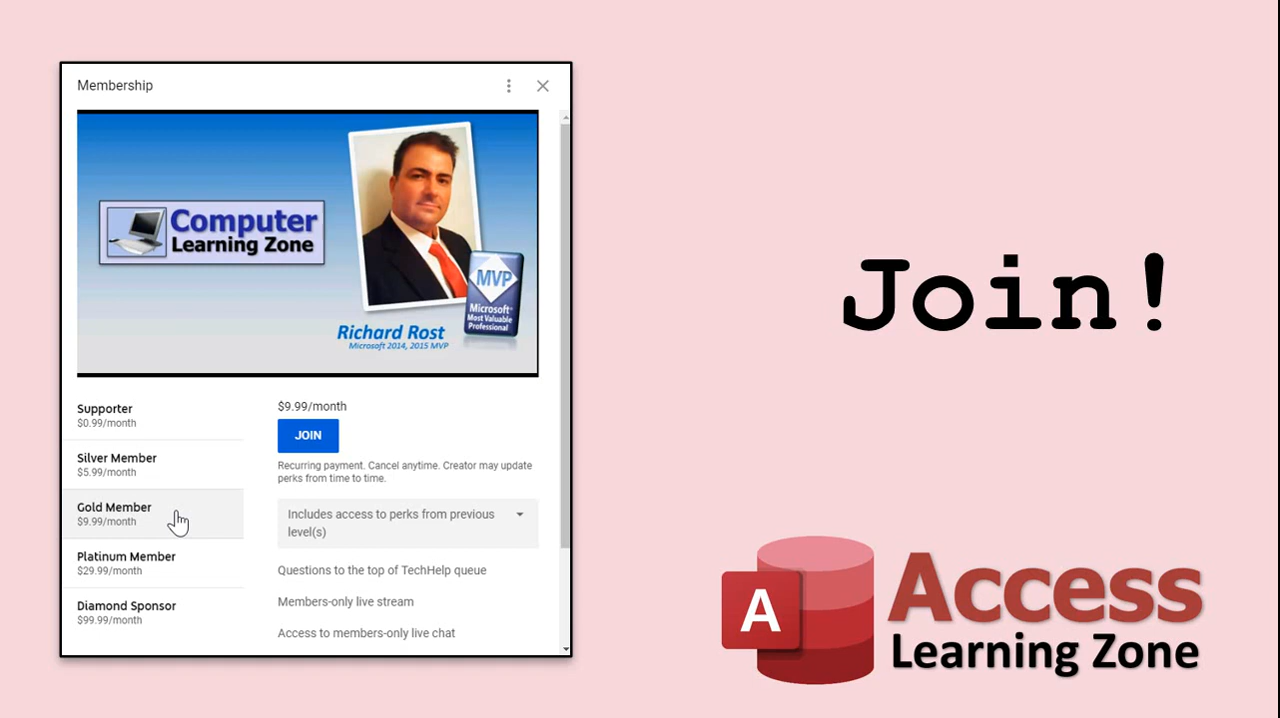 Membership
Computer
Learning Zone
MVP
Microsoft®
Most Valuable
Professional
Richard Rost
Microsoft 2014, 2015 MVP
Supporter
$0.99/month
Silver Member
$5.99/month
Gold Member
$9.99/month
Platinum Member
$29.99/month
Diamond Sponsor
$99.99/month
$9.99/month
JOIN
Recurring payment. Cancel anytime. Creator may update
perks from time to time.
Includes access to perks from previous
level(s)
Questions to the top of TechHelp queue
Members-only live stream
Access to members-only live chat
Join!
A
Access
Learning Zone